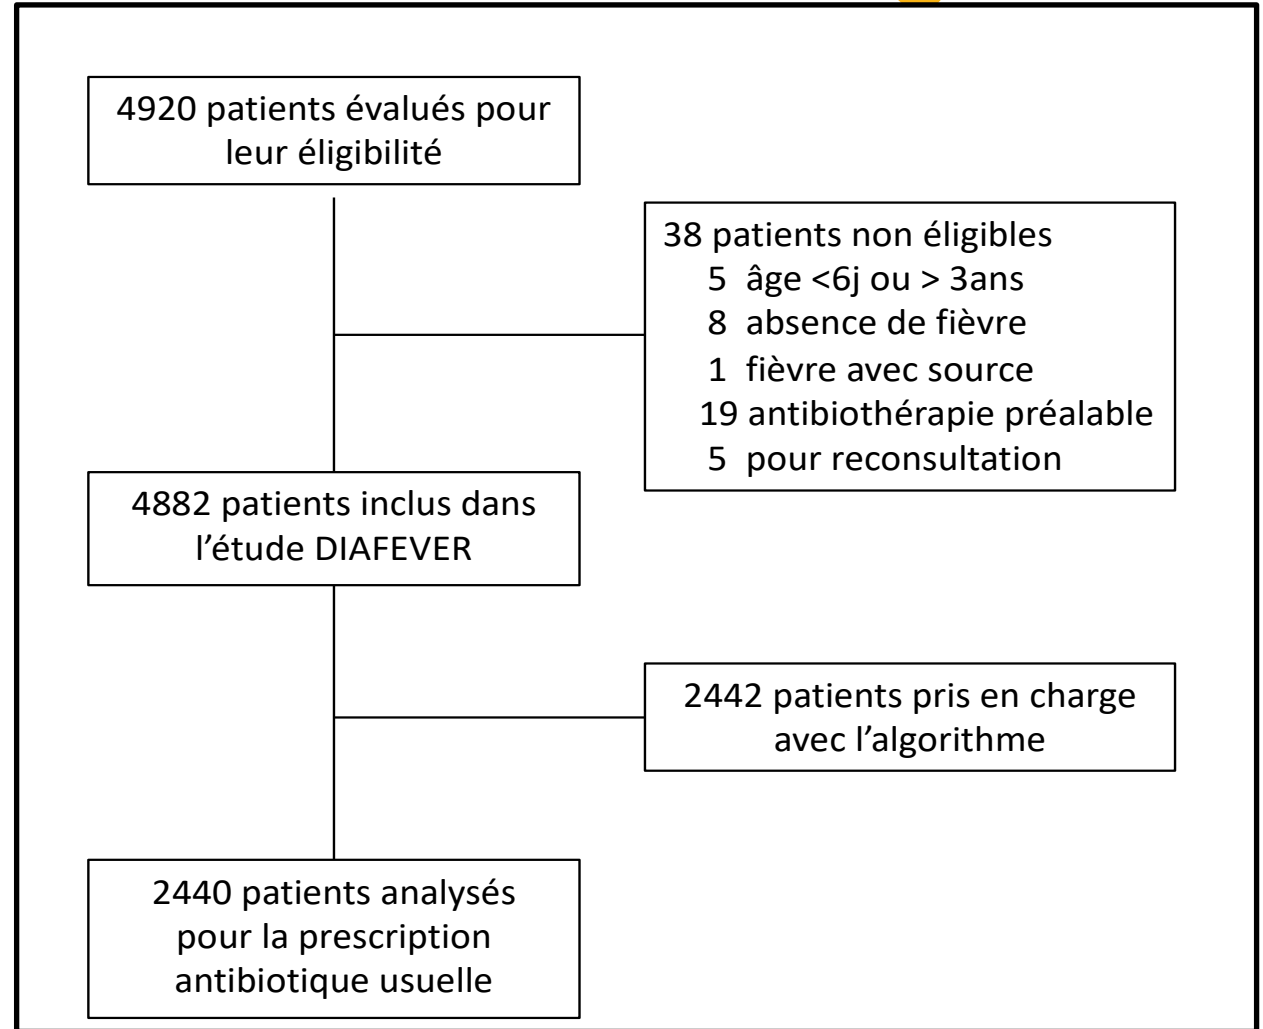 4920 patients évalués pour
leur éligibilité
38 patients non éligibles
5 âge <6j ou > 3ans
8 absence de fièvre
1 fièvre avec source
19 antibiothérapie préalable
5 pour reconsultation
4882 patients inclus dans
l’étude DIAFEVER
2442 patients pris en charge
avec l’algorithme
2440 patients analysés
pour la prescription
antibiotique usuelle